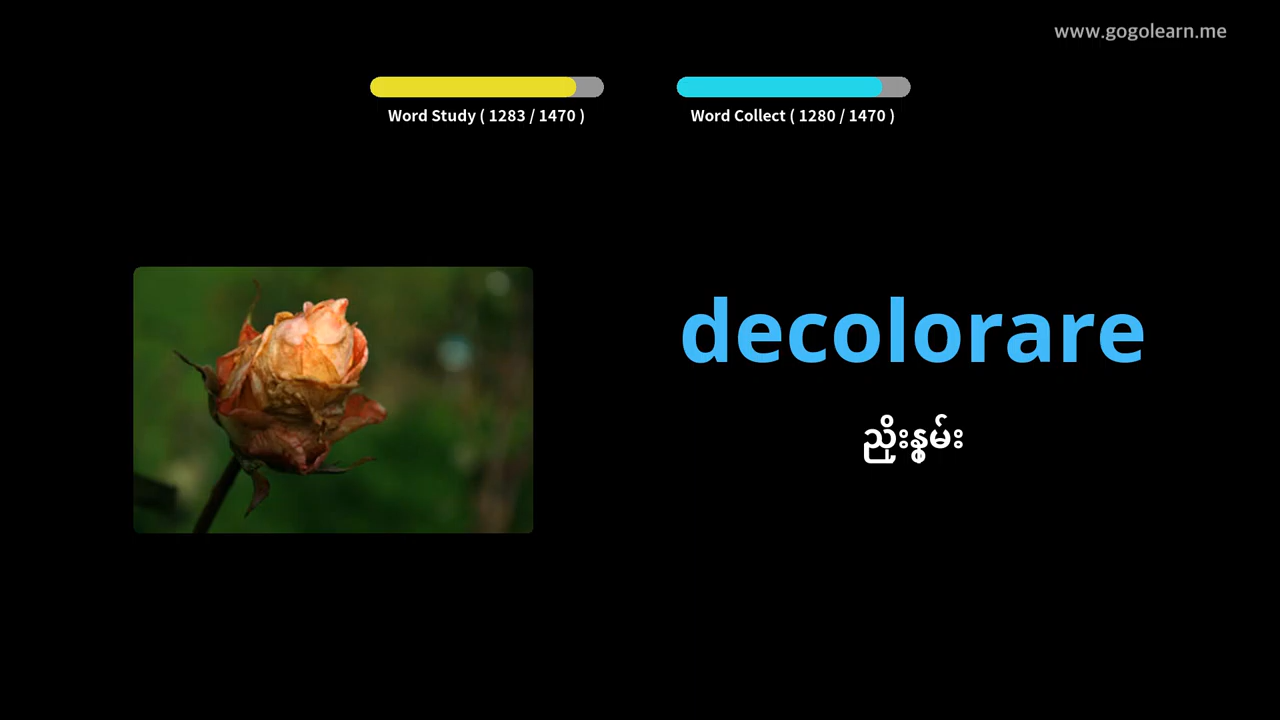 www.gogolearn.me
Word Study ( 1283 / 1470 )
Word Collect ( 1280 / 1470 )
decolorare
ညှိုးနွမ်း